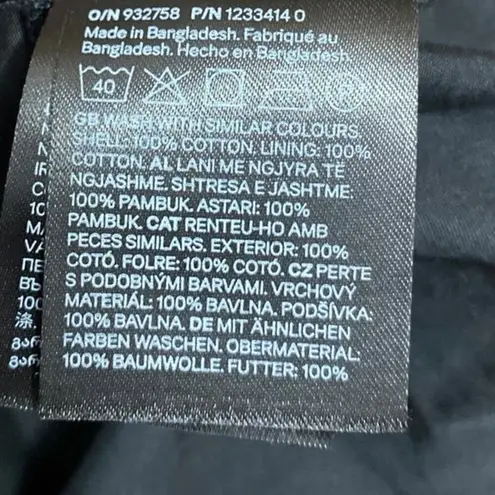 O/N 932758 P/N 1233414 0
Made in Bangladesh. Fabriqué au
Bangladesh. Hecho en Bangladesh.
40
P
GB WASH WITH SIMILAR COLOURS.
SHELL: 100% COTTON. LINING: 100%
COTTON. AL LANI ME NGJYRA TË
NGJASHME. SHTRESA E JASHTME:
100% PAMBUK. ASTARI: 100%
PAMBUK. CAT RENTEU-HO AMB
PECES SIMILARS. EXTERIOR: 100%
COTÓ. FOLRE: 100% COTÓ. CZ PERTE
S PODOBNÝMI BARVAMI. VRCHOVÝ
MATERIÁL: 100% BAVLNA. PODŠÍVKA:
100% BAVLNA. DE MIT ÄHNLICHEN
FARBEN WASCHEN. OBERMATERIAL:
100% BAUMWOLLE. FUTTER: 100%